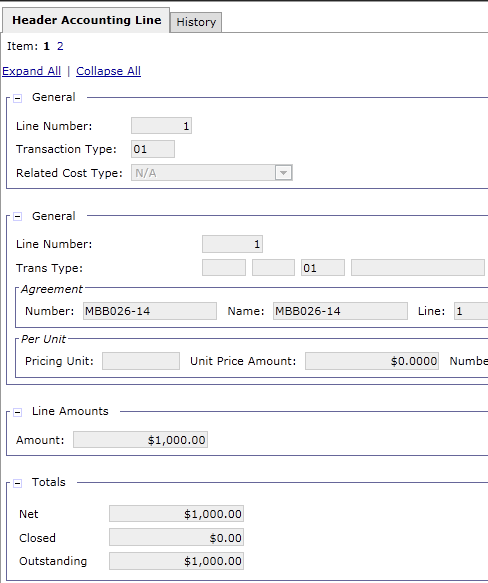 Header Accounting Line History
Item: 1 2
Expand All | Collapse All
General
Line Number: 1
Transaction Type: 01
Related Cost Type: N/A
General
Line Number: 1
Trans Type: 01
Agreement
Number: MBB026-14 Name: MBB026-14 Line: 1
Per Unit
Pricing Unit: Unit Price Amount: $0.0000 Numbe
Line Amounts
Amount: $1,000.00
Totals
Net $1,000.00
Closed $0.00
Outstanding $1,000.00